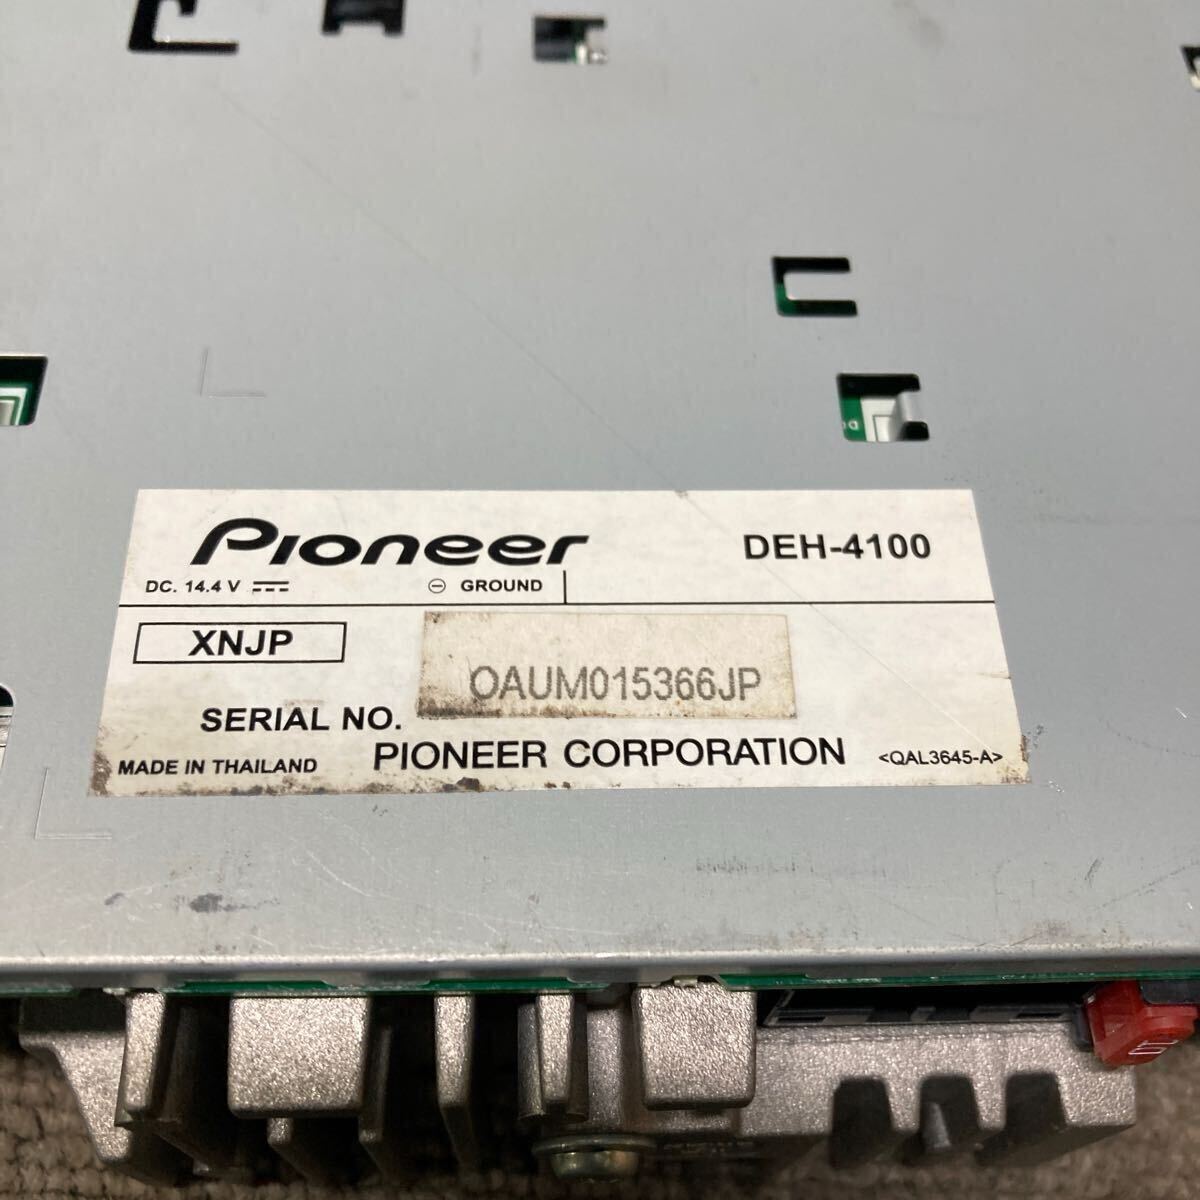 Pioneer
DEH-4100
DC. 14.4 V ⎓
⊖ GROUND
XNJP
OAUM015366JP
SERIAL NO.
MADE IN THAILAND
PIONEER CORPORATION
<QAL3645-A>